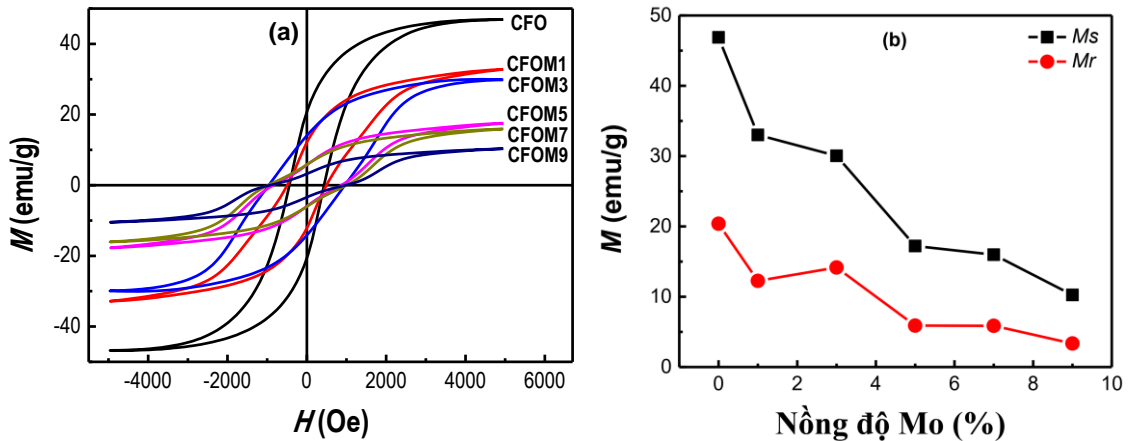 (a)
CFO
CFOM1
CFOM3
CFOM5
CFOM7
CFOM9
40
20
0
-20
-40
M (emu/g)
-4000 -2000 0 2000 4000 6000
H (Oe)
(b)
Ms
Mr
50
40
30
20
10
0
M (emu/g)
0 2 4 6 8 10
Nồng độ Mo (%)